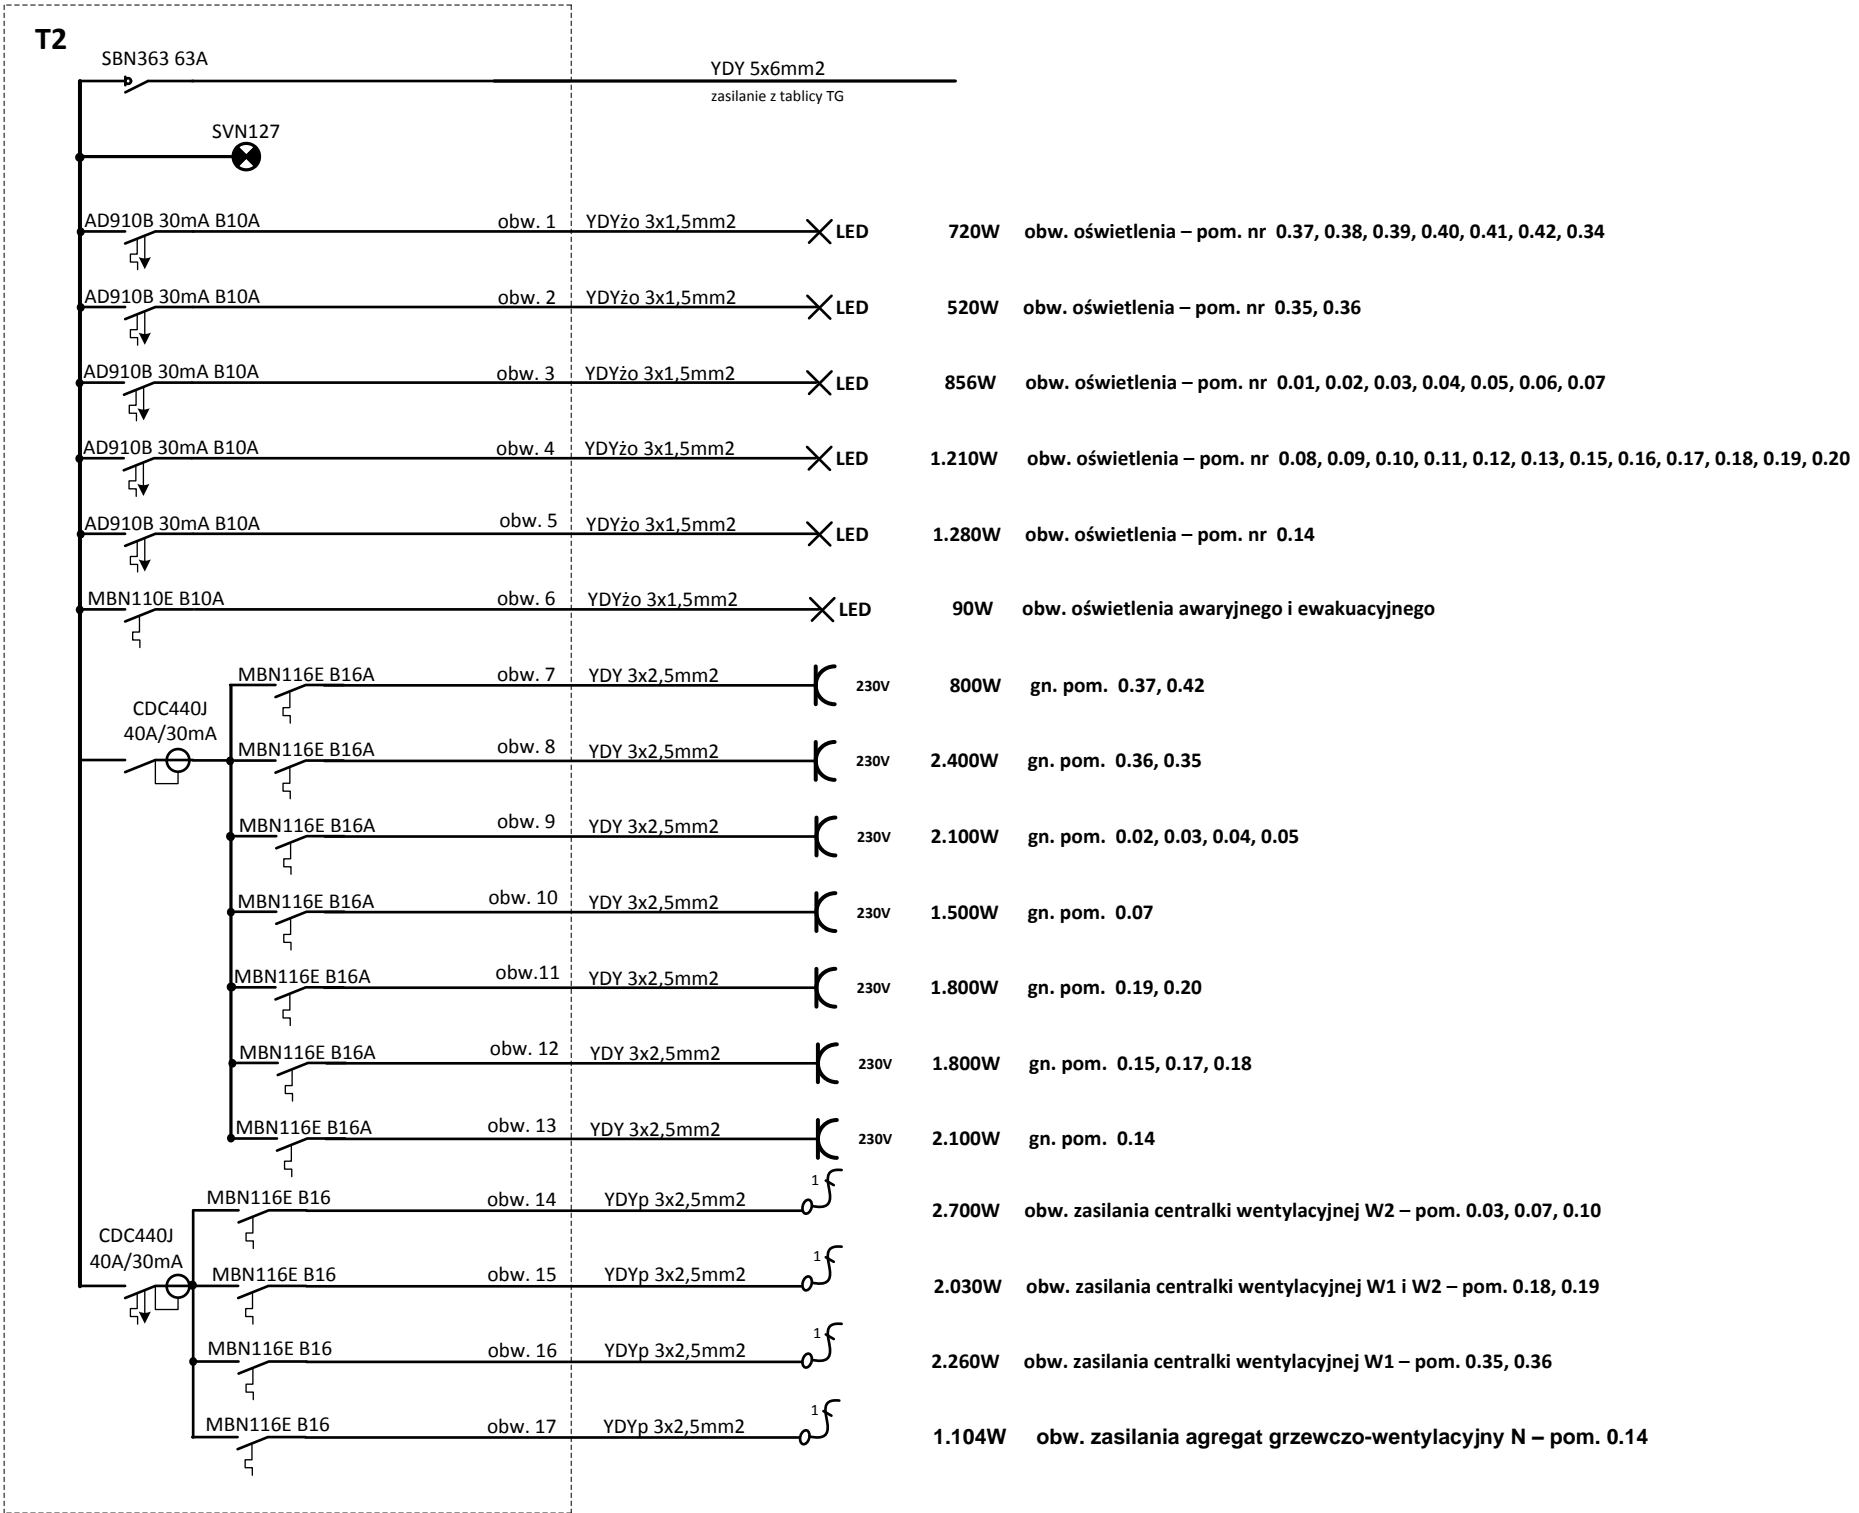 T2
SBN363 63A
YDY 5x6mm2
zasilanie z tablicy TG
SVN127
AD910B 30mA B10A obw. 1 YDYżo 3x1,5mm2 LED 720W obw. oświetlenia – pom. nr 0.37, 0.38, 0.39, 0.40, 0.41, 0.42, 0.34
AD910B 30mA B10A obw. 2 YDYżo 3x1,5mm2 LED 520W obw. oświetlenia – pom. nr 0.35, 0.36
AD910B 30mA B10A obw. 3 YDYżo 3x1,5mm2 LED 856W obw. oświetlenia – pom. nr 0.01, 0.02, 0.03, 0.04, 0.05, 0.06, 0.07
AD910B 30mA B10A obw. 4 YDYżo 3x1,5mm2 LED 1.210W obw. oświetlenia – pom. nr 0.08, 0.09, 0.10, 0.11, 0.12, 0.13, 0.15, 0.16, 0.17, 0.18, 0.19, 0.20
AD910B 30mA B10A obw. 5 YDYżo 3x1,5mm2 LED 1.280W obw. oświetlenia – pom. nr 0.14
MBN110E B10A obw. 6 YDYżo 3x1,5mm2 LED 90W obw. oświetlenia awaryjnego i ewakuacyjnego
MBN116E B16A obw. 7 YDY 3x2,5mm2 230V 800W gn. pom. 0.37, 0.42
CDC440J
40A/30mA
MBN116E B16A obw. 8 YDY 3x2,5mm2 230V 2.400W gn. pom. 0.36, 0.35
MBN116E B16A obw. 9 YDY 3x2,5mm2 230V 2.100W gn. pom. 0.02, 0.03, 0.04, 0.05
MBN116E B16A obw. 10 YDY 3x2,5mm2 230V 1.500W gn. pom. 0.07
MBN116E B16A obw.11 YDY 3x2,5mm2 230V 1.800W gn. pom. 0.19, 0.20
MBN116E B16A obw. 12 YDY 3x2,5mm2 230V 1.800W gn. pom. 0.15, 0.17, 0.18
MBN116E B16A obw. 13 YDY 3x2,5mm2 230V 2.100W gn. pom. 0.14
MBN116E B16 obw. 14 YDYp 3x2,5mm2 1 2.700W obw. zasilania centralki wentylacyjnej W2 – pom. 0.03, 0.07, 0.10
CDC440J
40A/30mA
MBN116E B16 obw. 15 YDYp 3x2,5mm2 1 2.030W obw. zasilania centralki wentylacyjnej W1 i W2 – pom. 0.18, 0.19
MBN116E B16 obw. 16 YDYp 3x2,5mm2 1 2.260W obw. zasilania centralki wentylacyjnej W1 – pom. 0.35, 0.36
MBN116E B16 obw. 17 YDYp 3x2,5mm2 1 1.104W obw. zasilania agregat grzewczo-wentylacyjny N – pom. 0.14